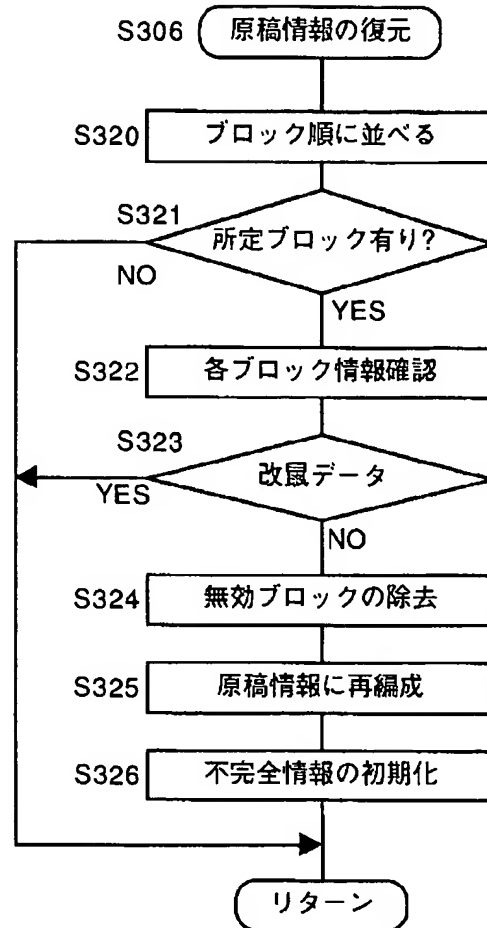 S306 原稿情報の復元
S320 ブロック順に並べる
S321
所定ブロック有り?
NO
YES
S322 各ブロック情報確認
S323
改鼠データ
YES
NO
S324 無効ブロックの除去
S325 原稿情報に再編成
S326 不完全情報の初期化
リターン